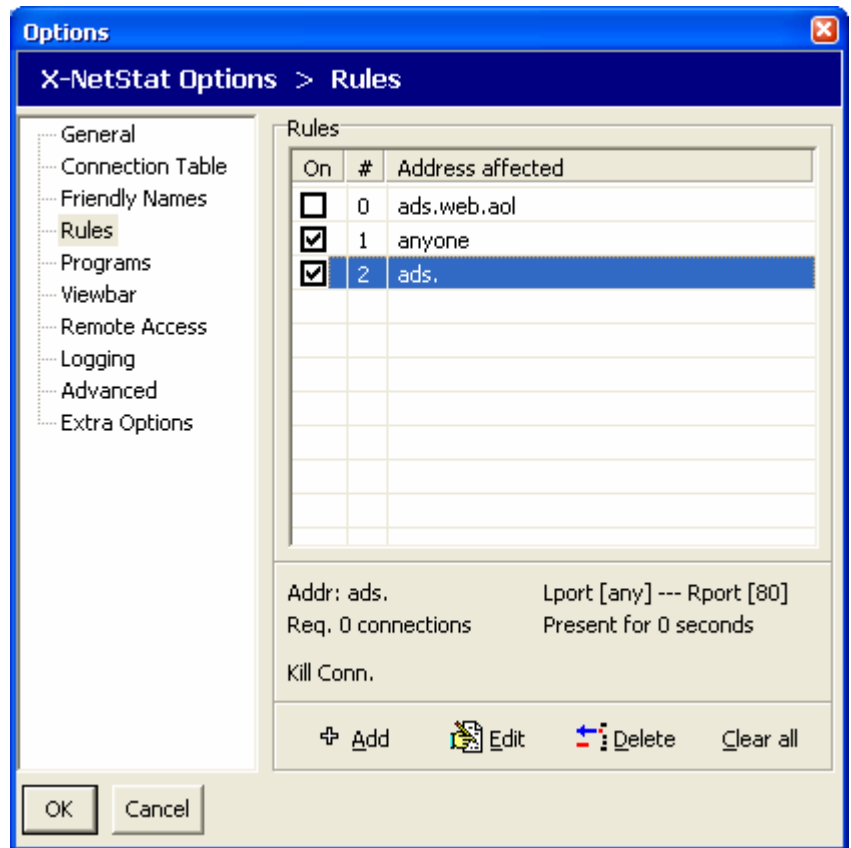 Options
X-NetStat Options > Rules
General
Connection Table
Friendly Names
Rules
Programs
Viewbar
Remote Access
Logging
Advanced
Extra Options
Rules
On # Address affected
0 ads.web.aol
1 anyone
2 ads.
Addr: ads. Lport [any] --- Rport [80]
Req. 0 connections Present for 0 seconds
Kill Conn.
Add Edit Delete Clear all
OK Cancel